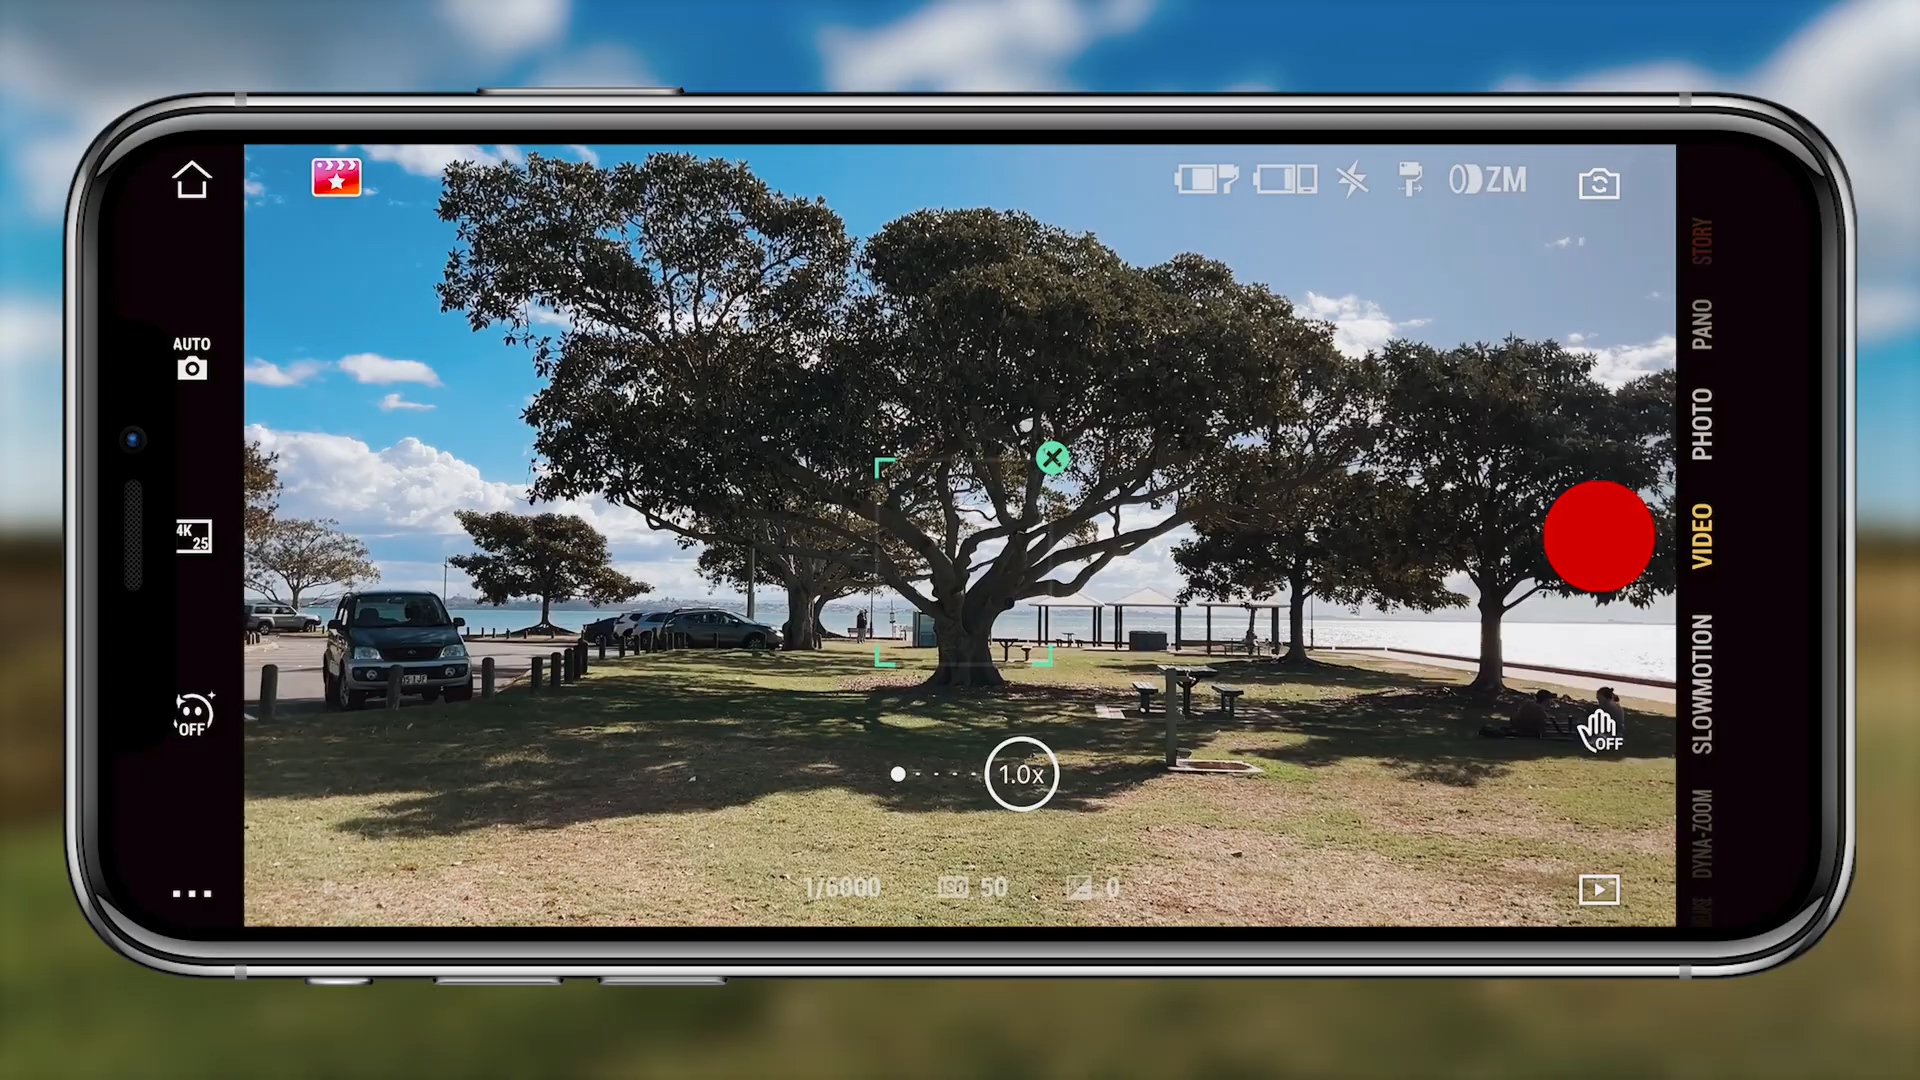 ZM
AUTO
4K
25
OFF
1.0x
1/6000
ISO 50
0
OFF
STORY
PANO
PHOTO
VIDEO
SLOWMOTION
DYNA-ZOOM